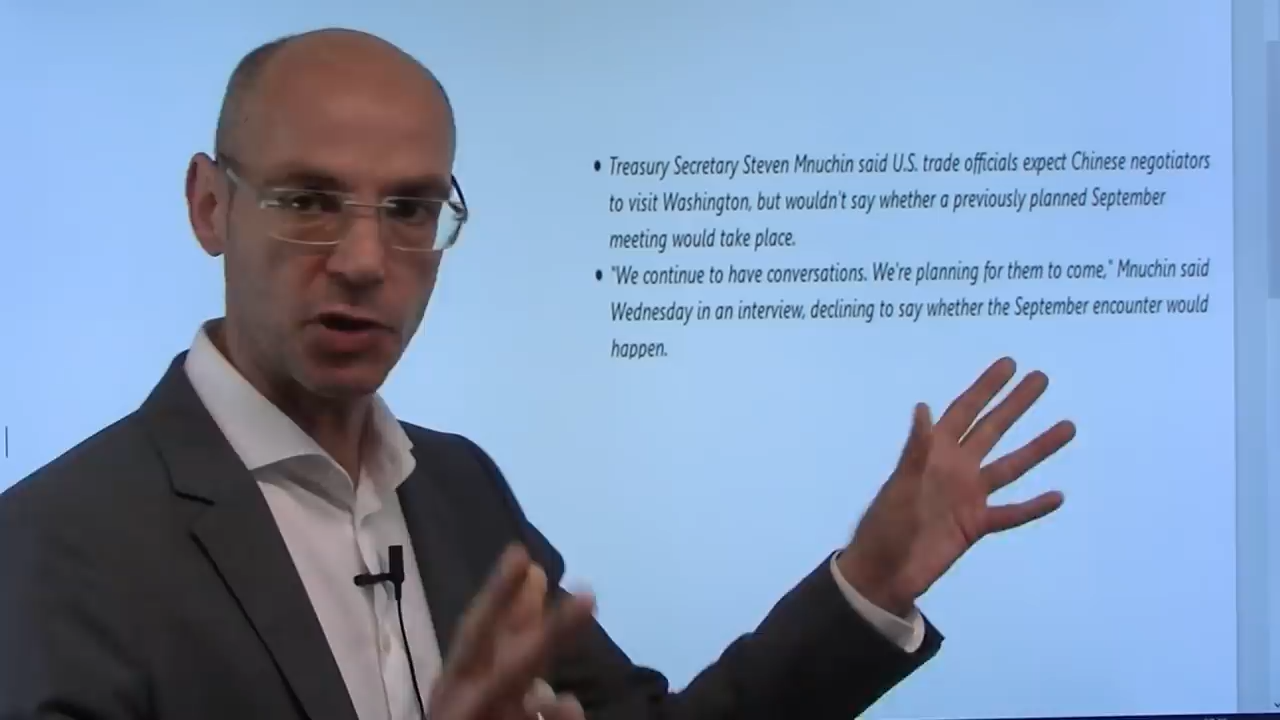 • Treasury Secretary Steven Mnuchin said U.S. trade officials expect Chinese negotiators
to visit Washington, but wouldn't say whether a previously planned September
meeting would take place.
• "We continue to have conversations. We're planning for them to come," Mnuchin said
Wednesday in an interview, declining to say whether the September encounter would
happen.